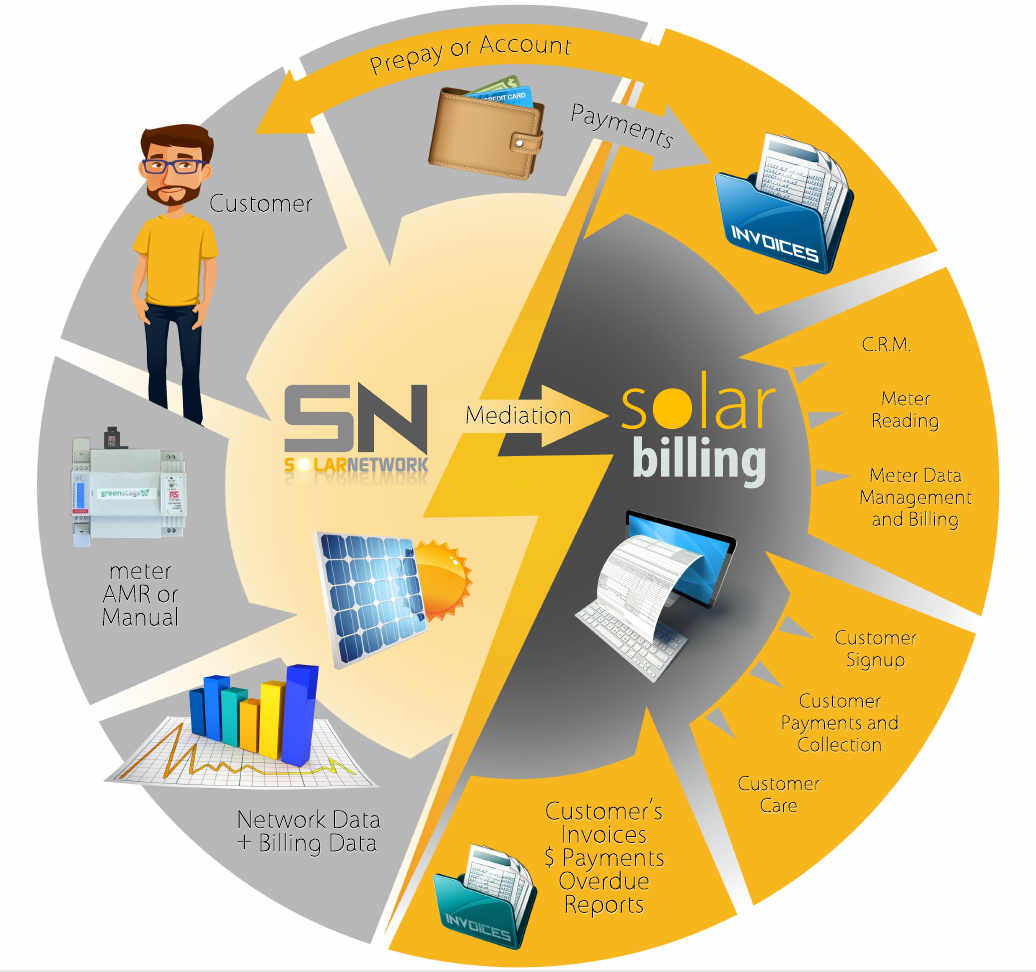 Prepay or Account
CREDIT CARD
Payments
INVOICES
Customer
C.R.M.
Meter
Reading
SN
SOLARNETWORK
Mediation
solar
billing
Meter Data
Management
and Billing
greenstage
meter
AMR or
Manual
Customer
Signup
Customer
Payments and
Collection
Customer
Care
Network Data
+ Billing Data
Customer's
Invoices
$ Payments
Overdue
Reports
INVOICES